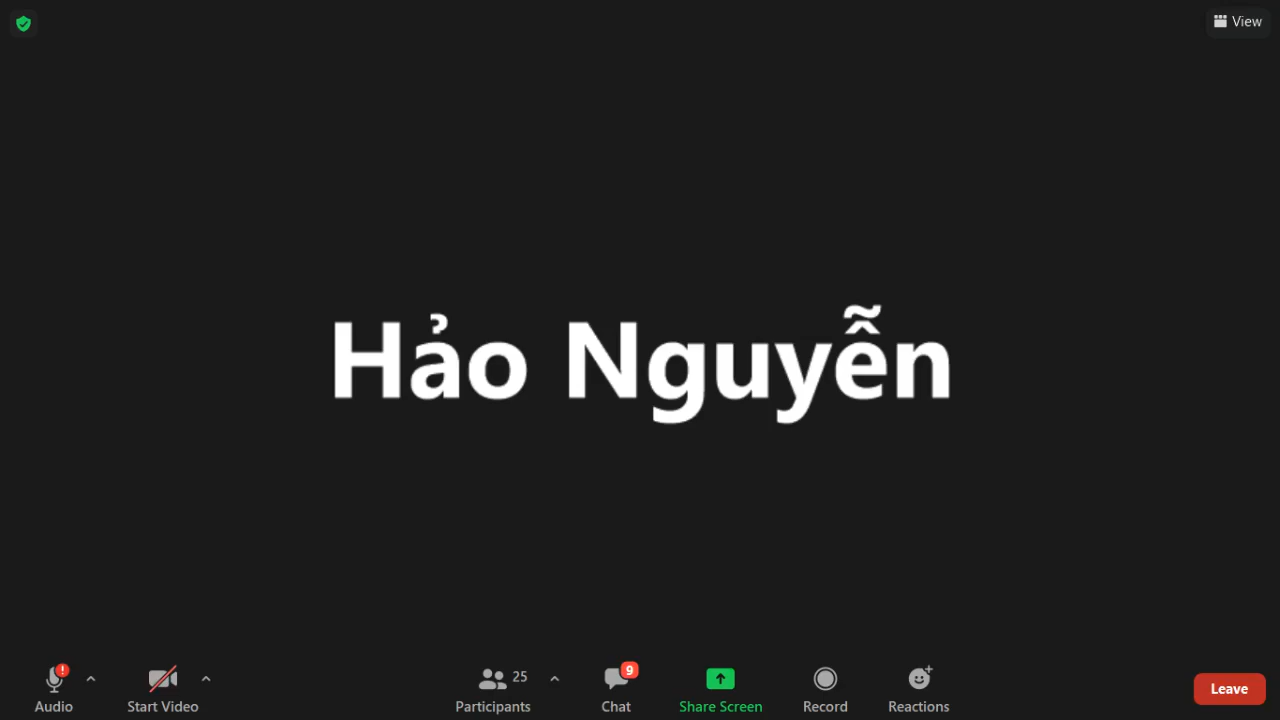 View
Hảo Nguyễn
!
25
9
Audio
Start Video
Participants
Chat
Share Screen
Record
Reactions
Leave